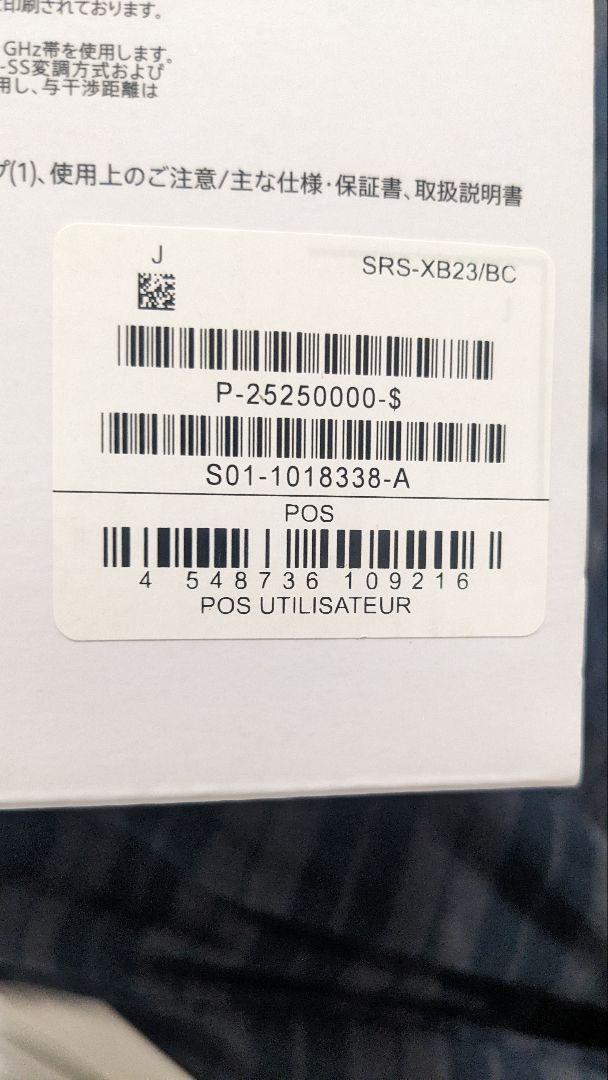 印刷されております。
GHz帯を使用します。
-SS変調方式および
用し、与干渉距離は
プ(1)、使用上のご注意/主な仕様・保証書、取扱説明書
J
SRS-XB23/BC
P-25250000-$
S01-1018338-A
POS
4 548736 109216
POS UTILISATEUR